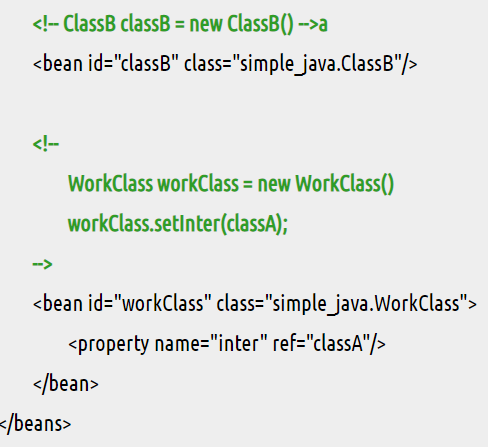 <!-- ClassB classB = new ClassB() -->a
<bean id="classB" class="simple_java.ClassB"/>
<!--
WorkClass workClass = new WorkClass()
workClass.setInter(classA);
-->
<bean id="workClass" class="simple_java.WorkClass">
<property name="inter" ref="classA"/>
</bean>
</beans>